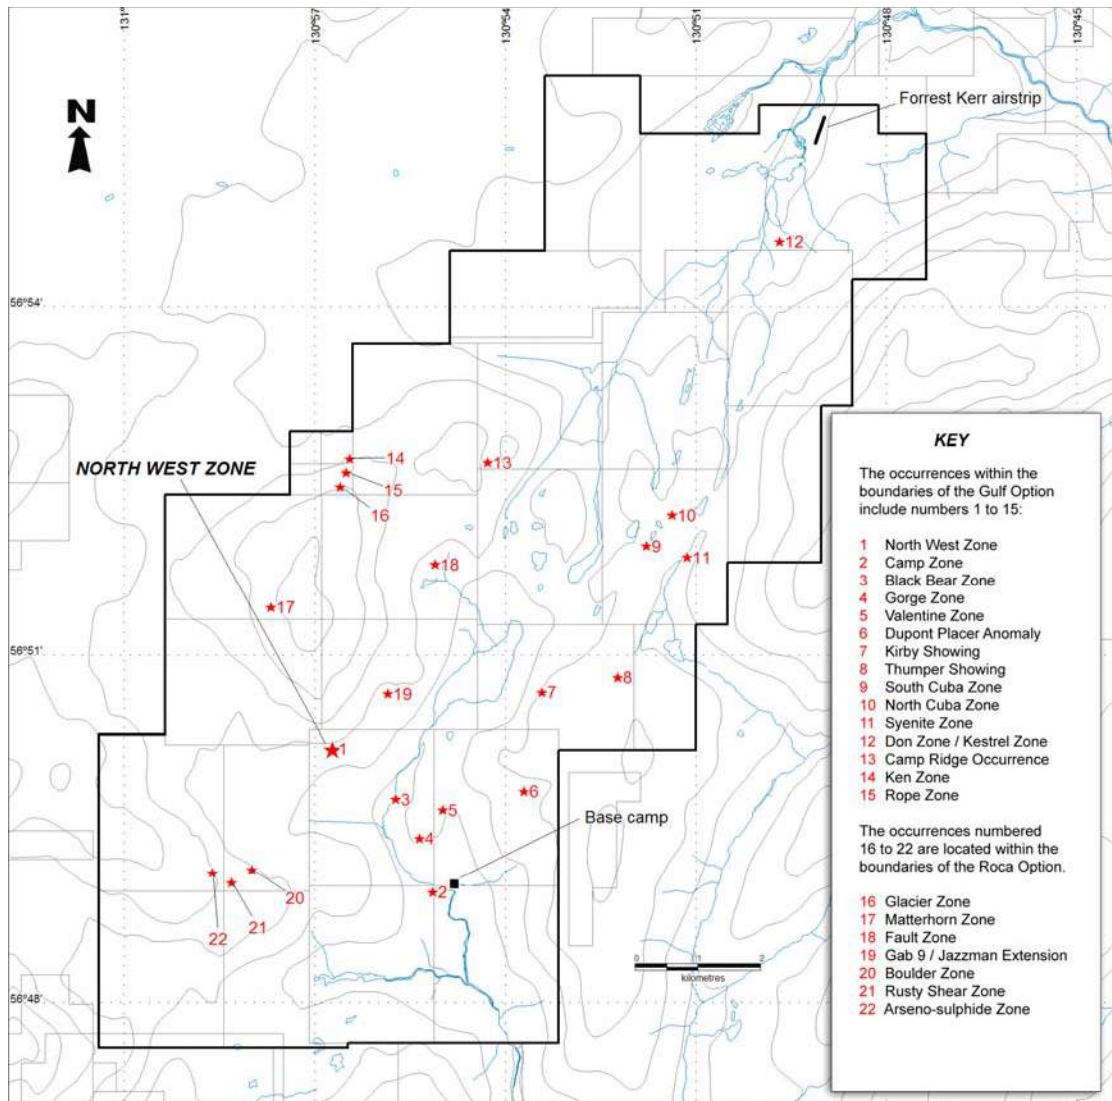 131°
130°57
130°54
130°51
130°48
130°45
N
Forrest Kerr airstrip
12
56°54'
NORTH WEST ZONE
14
13
15
16
10
9
11
18
17
56°51
8
7
19
1
6
3
5
Base camp
4
2
20
21
22
0 1 2
kilometres
56°48'
KEY
The occurrences within the
boundaries of the Gulf Option
include numbers 1 to 15:
1 North West Zone
2 Camp Zone
3 Black Bear Zone
4 Gorge Zone
5 Valentine Zone
6 Dupont Placer Anomaly
7 Kirby Showing
8 Thumper Showing
9 South Cuba Zone
10 North Cuba Zone
11 Syenite Zone
12 Don Zone / Kestrel Zone
13 Camp Ridge Occurrence
14 Ken Zone
15 Rope Zone
The occurrences numbered
16 to 22 are located within the
boundaries of the Roca Option.
16 Glacier Zone
17 Matterhorn Zone
18 Fault Zone
19 Gab 9 / Jazzman Extension
20 Boulder Zone
21 Rusty Shear Zone
22 Arseno-sulphide Zone